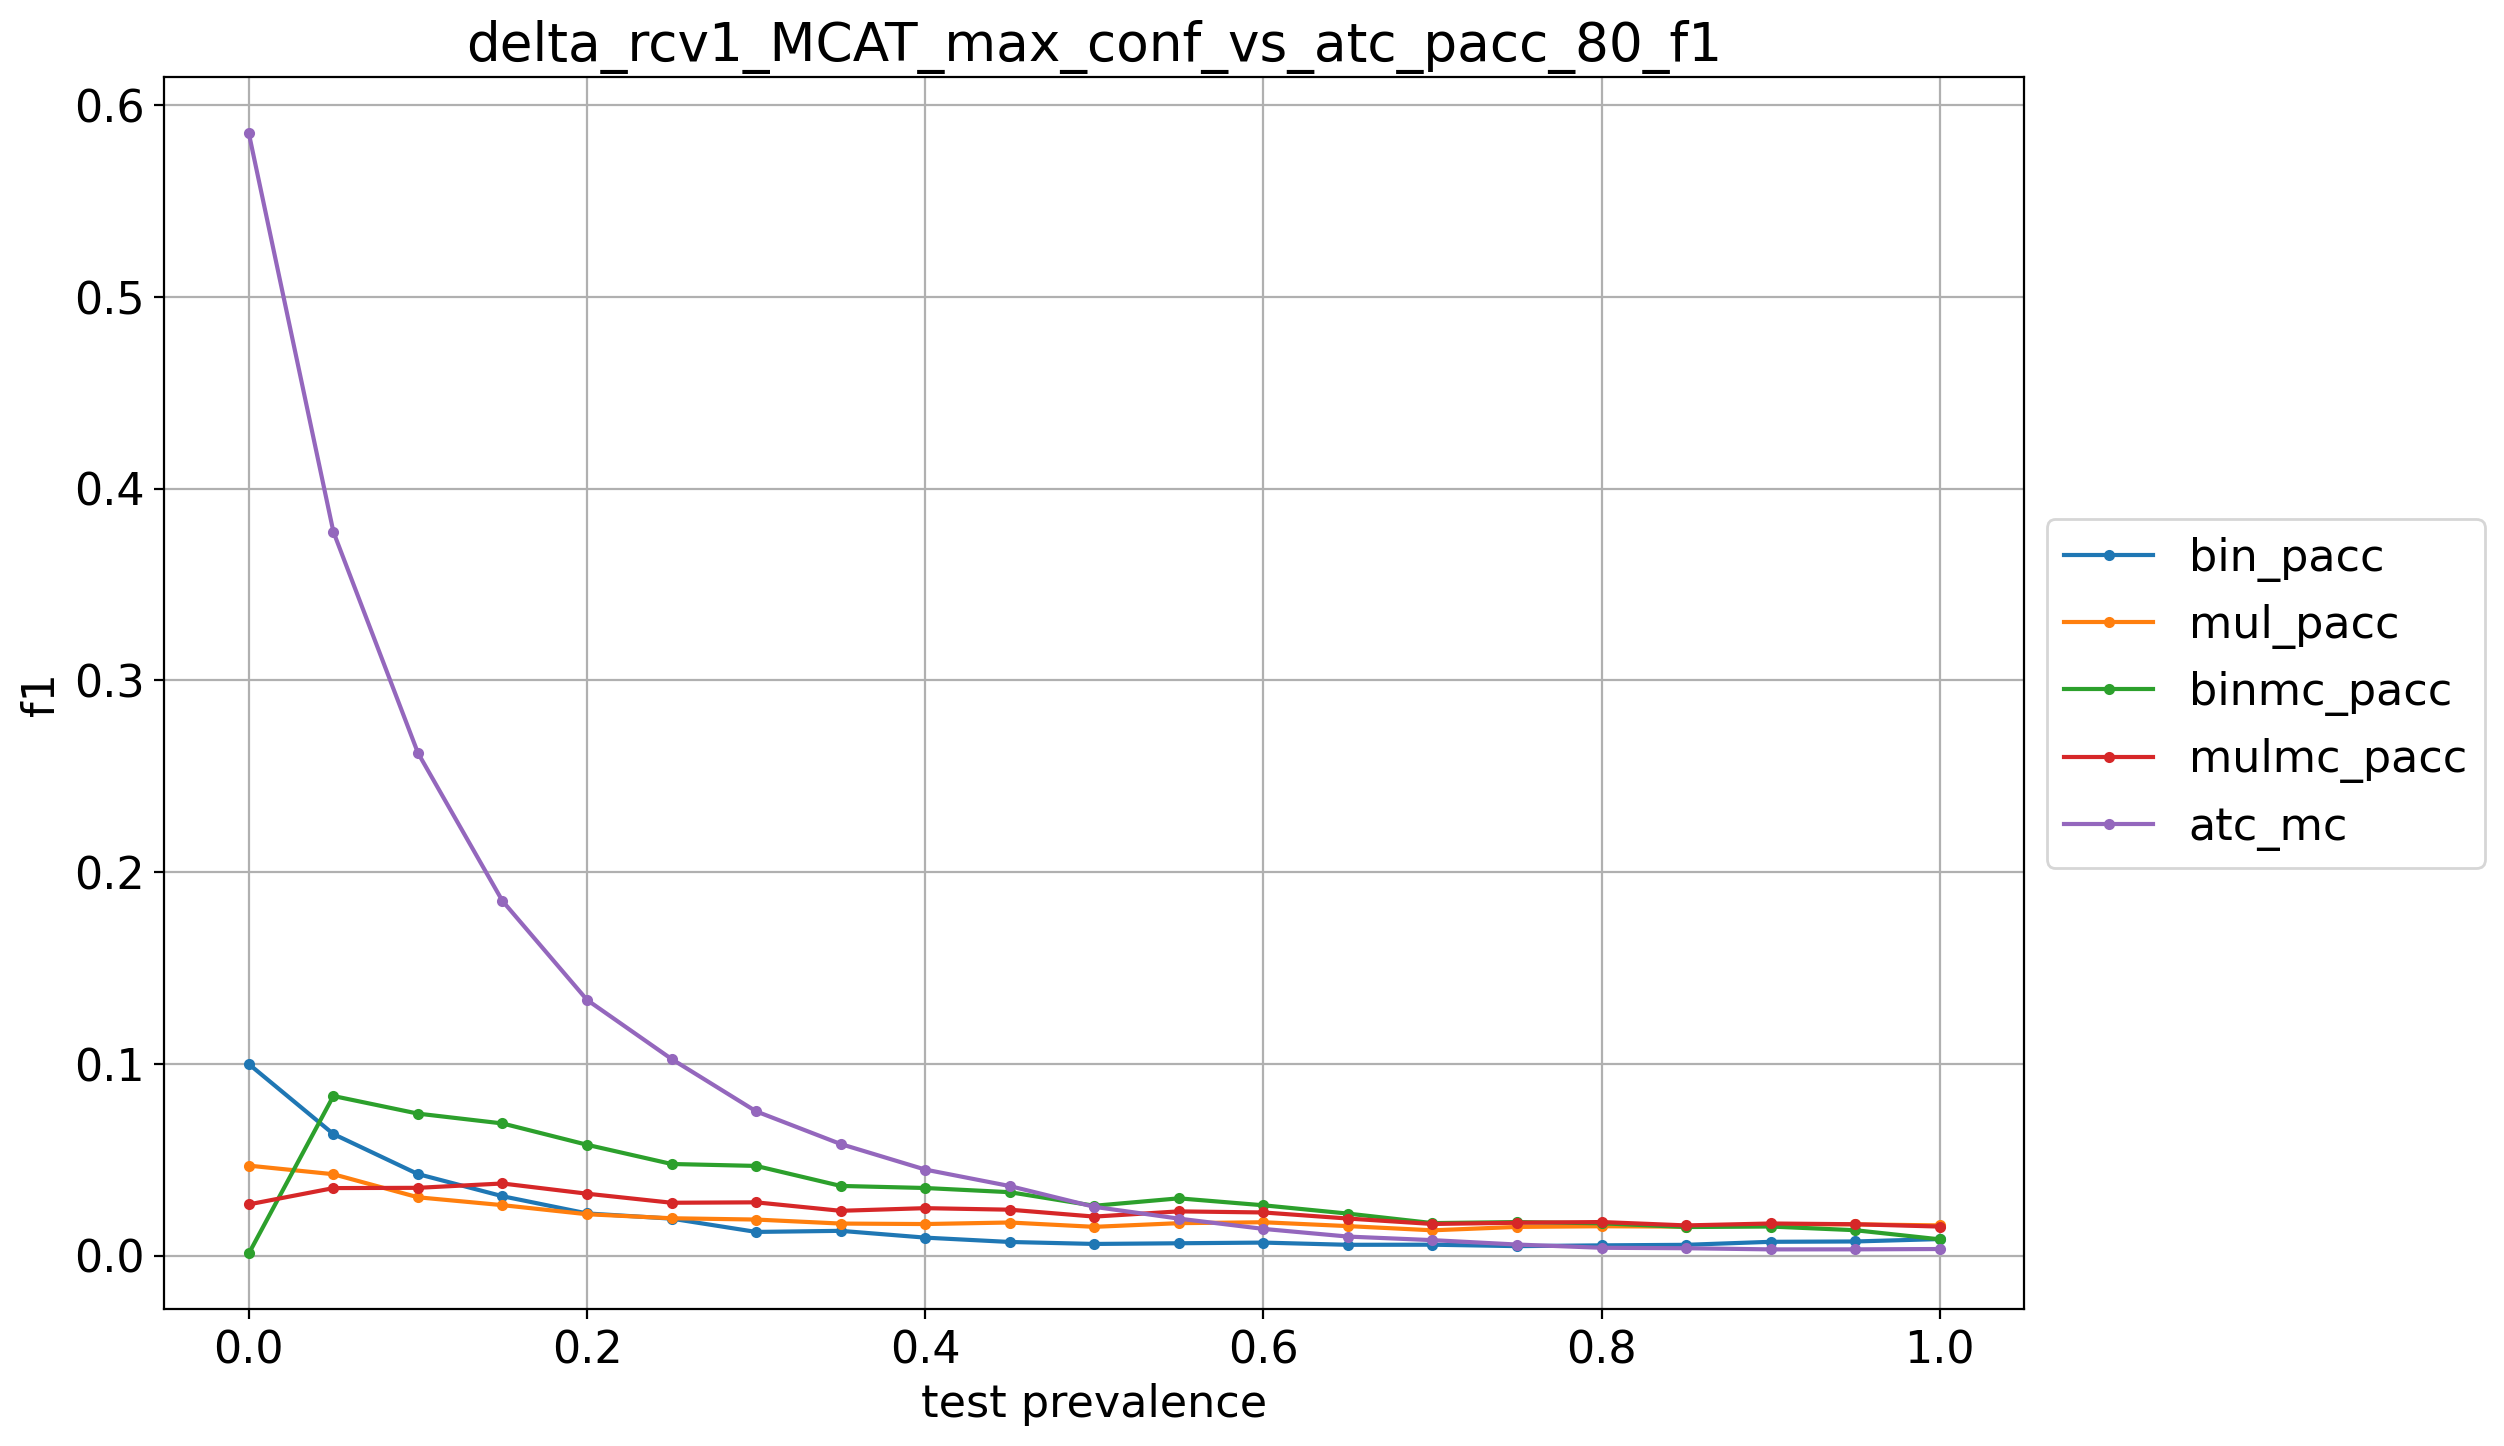 delta_rcv1_MCAT_max_conf_vs_atc_pacc_80_f1
0.6
0.5
0.4
0.3
0.2
0.1
0.0
f1
0.0 0.2 0.4 0.6 0.8 1.0
test prevalence
bin_pacc
mul_pacc
binmc_pacc
mulmc_pacc
atc_mc